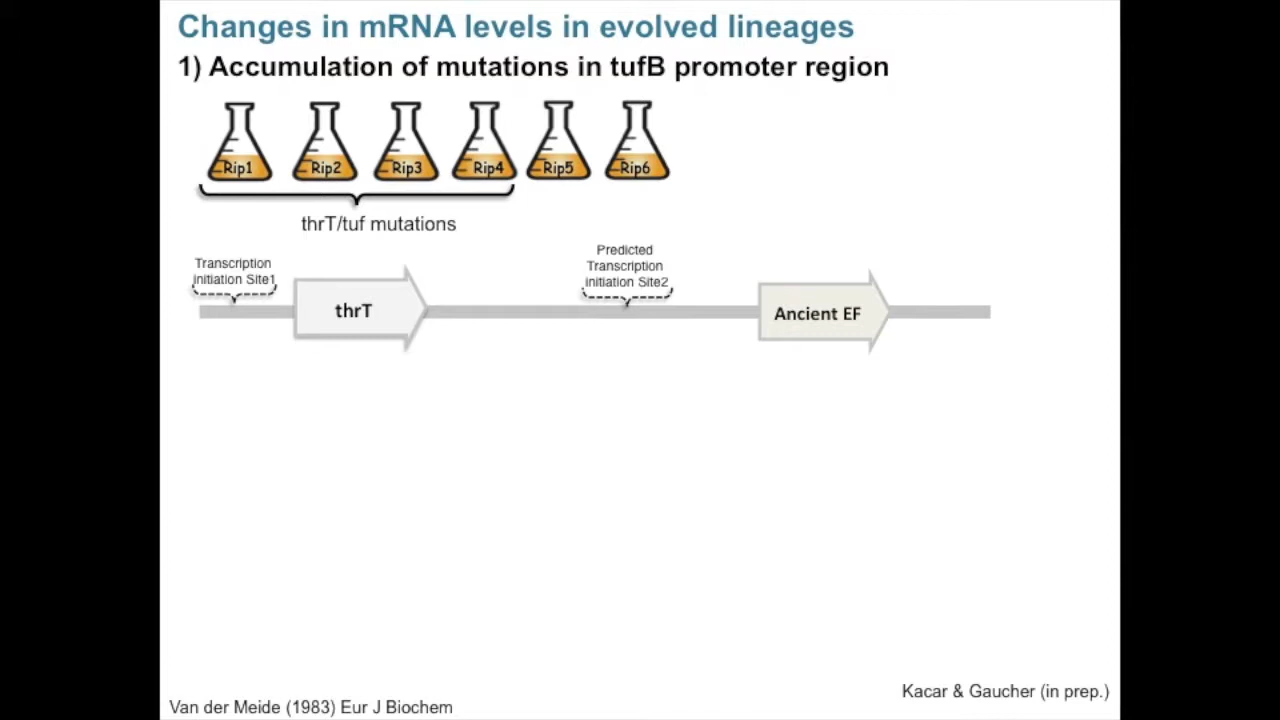 Changes in mRNA levels in evolved lineages
1) Accumulation of mutations in tufB promoter region
Rip1 Rip2 Rip3 Rip4 Rip5 Rip6
thrT/tuf mutations
Transcription
initiation Site1
Predicted
Transcription
initiation Site2
thrT
Ancient EF
Kacar & Gaucher (in prep.)
Van der Meide (1983) Eur J Biochem